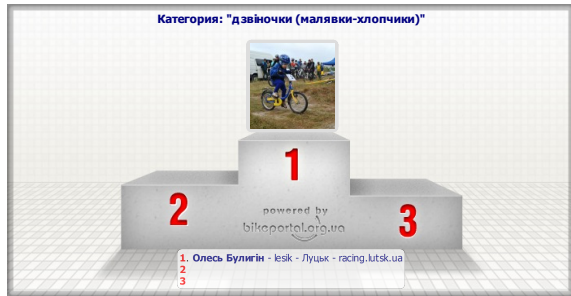 Категория: "дзвіночки (малявки-хлопчики)"
1
2
3
powered by
bikeportal.org.ua
1. Олесь Булигін - lesik - Луцьк - racing.lutsk.ua
2
3